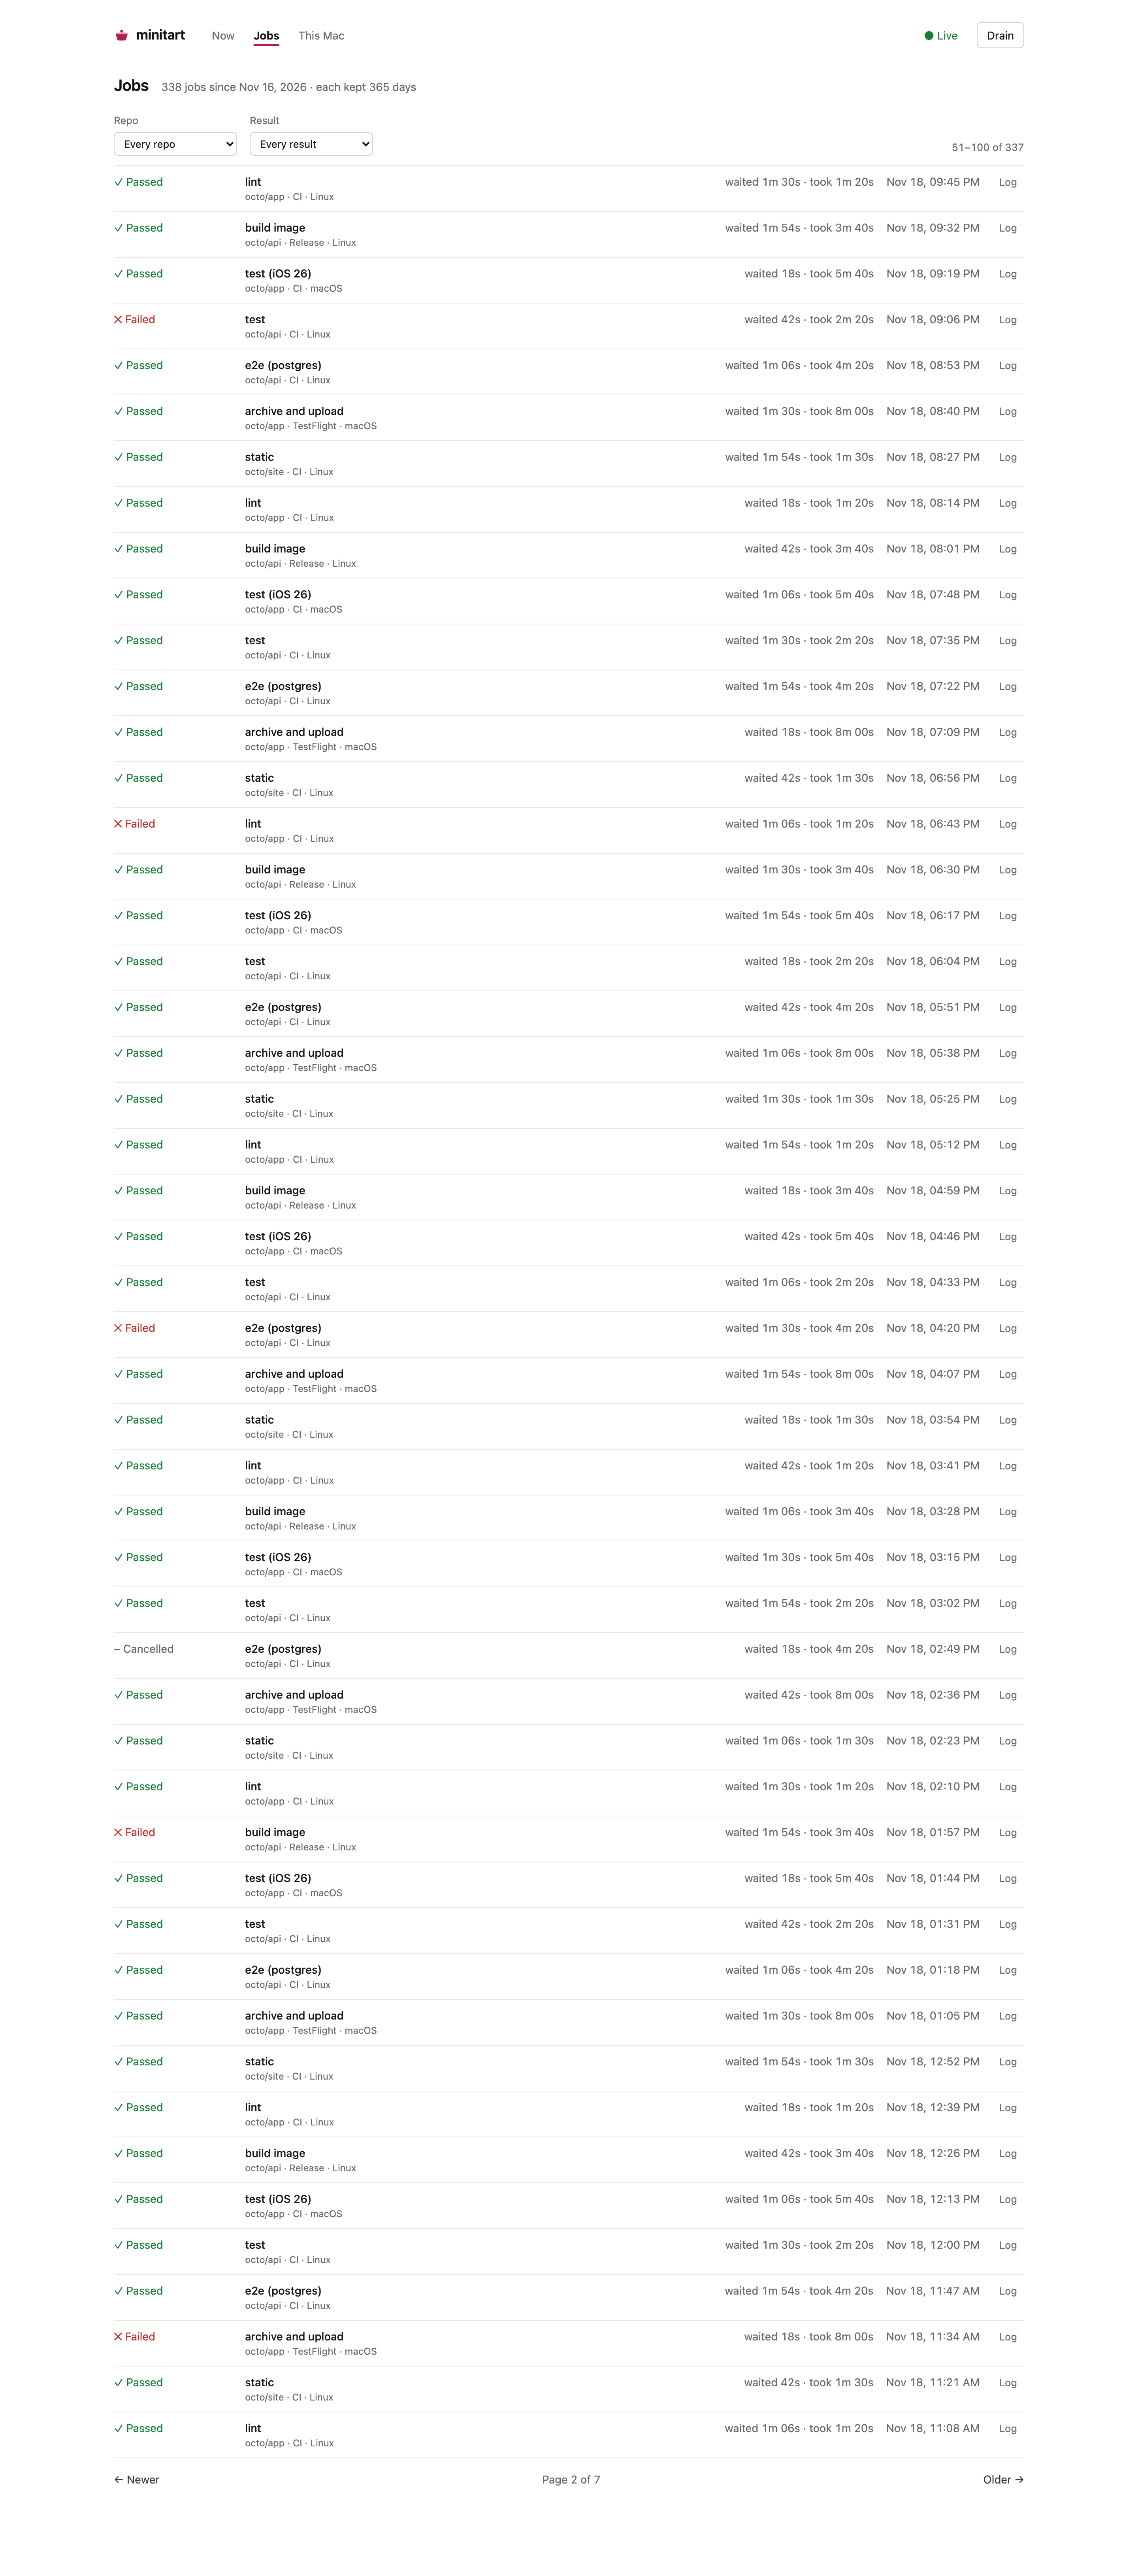 minitart Now Jobs This Mac Live Drain
Jobs 338 jobs since Nov 16, 2026 · each kept 365 days
Repo Result
Every repo Every result 51–100 of 337
✓ Passed lint waited 1m 30s · took 1m 20s Nov 18, 09:45 PM Log
octo/app · CI · Linux
✓ Passed build image waited 1m 54s · took 3m 40s Nov 18, 09:32 PM Log
octo/api · Release · Linux
✓ Passed test (iOS 26) waited 18s · took 5m 40s Nov 18, 09:19 PM Log
octo/app · CI · macOS
✕ Failed test waited 42s · took 2m 20s Nov 18, 09:06 PM Log
octo/api · CI · Linux
✓ Passed e2e (postgres) waited 1m 06s · took 4m 20s Nov 18, 08:53 PM Log
octo/api · CI · Linux
✓ Passed archive and upload waited 1m 30s · took 8m 00s Nov 18, 08:40 PM Log
octo/app · TestFlight · macOS
✓ Passed static waited 1m 54s · took 1m 30s Nov 18, 08:27 PM Log
octo/site · CI · Linux
✓ Passed lint waited 18s · took 1m 20s Nov 18, 08:14 PM Log
octo/app · CI · Linux
✓ Passed build image waited 42s · took 3m 40s Nov 18, 08:01 PM Log
octo/api · Release · Linux
✓ Passed test (iOS 26) waited 1m 06s · took 5m 40s Nov 18, 07:48 PM Log
octo/app · CI · macOS
✓ Passed test waited 1m 30s · took 2m 20s Nov 18, 07:35 PM Log
octo/api · CI · Linux
✓ Passed e2e (postgres) waited 1m 54s · took 4m 20s Nov 18, 07:22 PM Log
octo/api · CI · Linux
✓ Passed archive and upload waited 18s · took 8m 00s Nov 18, 07:09 PM Log
octo/app · TestFlight · macOS
✓ Passed static waited 42s · took 1m 30s Nov 18, 06:56 PM Log
octo/site · CI · Linux
✕ Failed lint waited 1m 06s · took 1m 20s Nov 18, 06:43 PM Log
octo/app · CI · Linux
✓ Passed build image waited 1m 30s · took 3m 40s Nov 18, 06:30 PM Log
octo/api · Release · Linux
✓ Passed test (iOS 26) waited 1m 54s · took 5m 40s Nov 18, 06:17 PM Log
octo/app · CI · macOS
✓ Passed test waited 18s · took 2m 20s Nov 18, 06:04 PM Log
octo/api · CI · Linux
✓ Passed e2e (postgres) waited 42s · took 4m 20s Nov 18, 05:51 PM Log
octo/api · CI · Linux
✓ Passed archive and upload waited 1m 06s · took 8m 00s Nov 18, 05:38 PM Log
octo/app · TestFlight · macOS
✓ Passed static waited 1m 30s · took 1m 30s Nov 18, 05:25 PM Log
octo/site · CI · Linux
✓ Passed lint waited 1m 54s · took 1m 20s Nov 18, 05:12 PM Log
octo/app · CI · Linux
✓ Passed build image waited 18s · took 3m 40s Nov 18, 04:59 PM Log
octo/api · Release · Linux
✓ Passed test (iOS 26) waited 42s · took 5m 40s Nov 18, 04:46 PM Log
octo/app · CI · macOS
✓ Passed test waited 1m 06s · took 2m 20s Nov 18, 04:33 PM Log
octo/api · CI · Linux
✕ Failed e2e (postgres) waited 1m 30s · took 4m 20s Nov 18, 04:20 PM Log
octo/api · CI · Linux
✓ Passed archive and upload waited 1m 54s · took 8m 00s Nov 18, 04:07 PM Log
octo/app · TestFlight · macOS
✓ Passed static waited 18s · took 1m 30s Nov 18, 03:54 PM Log
octo/site · CI · Linux
✓ Passed lint waited 42s · took 1m 20s Nov 18, 03:41 PM Log
octo/app · CI · Linux
✓ Passed build image waited 1m 06s · took 3m 40s Nov 18, 03:28 PM Log
octo/api · Release · Linux
✓ Passed test (iOS 26) waited 1m 30s · took 5m 40s Nov 18, 03:15 PM Log
octo/app · CI · macOS
✓ Passed test waited 1m 54s · took 2m 20s Nov 18, 03:02 PM Log
octo/api · CI · Linux
– Cancelled e2e (postgres) waited 18s · took 4m 20s Nov 18, 02:49 PM Log
octo/api · CI · Linux
✓ Passed archive and upload waited 42s · took 8m 00s Nov 18, 02:36 PM Log
octo/app · TestFlight · macOS
✓ Passed static waited 1m 06s · took 1m 30s Nov 18, 02:23 PM Log
octo/site · CI · Linux
✓ Passed lint waited 1m 30s · took 1m 20s Nov 18, 02:10 PM Log
octo/app · CI · Linux
✕ Failed build image waited 1m 54s · took 3m 40s Nov 18, 01:57 PM Log
octo/api · Release · Linux
✓ Passed test (iOS 26) waited 18s · took 5m 40s Nov 18, 01:44 PM Log
octo/app · CI · macOS
✓ Passed test waited 42s · took 2m 20s Nov 18, 01:31 PM Log
octo/api · CI · Linux
✓ Passed e2e (postgres) waited 1m 06s · took 4m 20s Nov 18, 01:18 PM Log
octo/api · CI · Linux
✓ Passed archive and upload waited 1m 30s · took 8m 00s Nov 18, 01:05 PM Log
octo/app · TestFlight · macOS
✓ Passed static waited 1m 54s · took 1m 30s Nov 18, 12:52 PM Log
octo/site · CI · Linux
✓ Passed lint waited 18s · took 1m 20s Nov 18, 12:39 PM Log
octo/app · CI · Linux
✓ Passed build image waited 42s · took 3m 40s Nov 18, 12:26 PM Log
octo/api · Release · Linux
✓ Passed test (iOS 26) waited 1m 06s · took 5m 40s Nov 18, 12:13 PM Log
octo/app · CI · macOS
✓ Passed test waited 1m 30s · took 2m 20s Nov 18, 12:00 PM Log
octo/api · CI · Linux
✓ Passed e2e (postgres) waited 1m 54s · took 4m 20s Nov 18, 11:47 AM Log
octo/api · CI · Linux
✕ Failed archive and upload waited 18s · took 8m 00s Nov 18, 11:34 AM Log
octo/app · TestFlight · macOS
✓ Passed static waited 42s · took 1m 30s Nov 18, 11:21 AM Log
octo/site · CI · Linux
✓ Passed lint waited 1m 06s · took 1m 20s Nov 18, 11:08 AM Log
octo/app · CI · Linux
← Newer Page 2 of 7 Older →